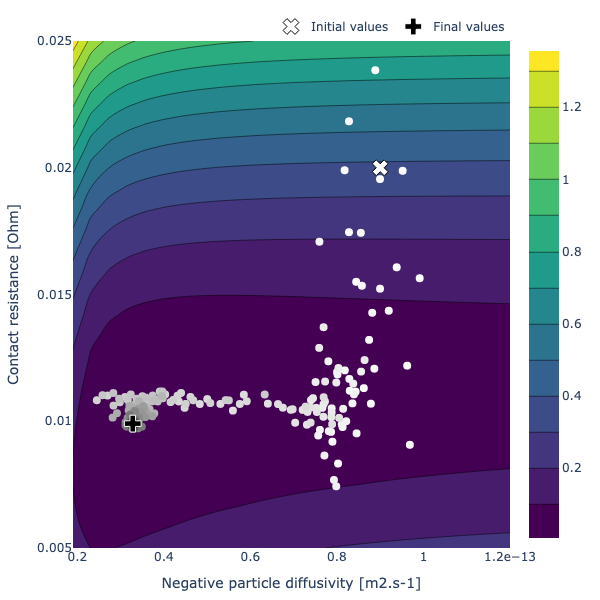 Initial values Final values
0.025
0.02
0.015
0.01
0.005
Contact resistance [Ohm]
0.2 0.4 0.6 0.8 1 1.2e−13
Negative particle diffusivity [m2.s-1]
1.2
1
0.8
0.6
0.4
0.2